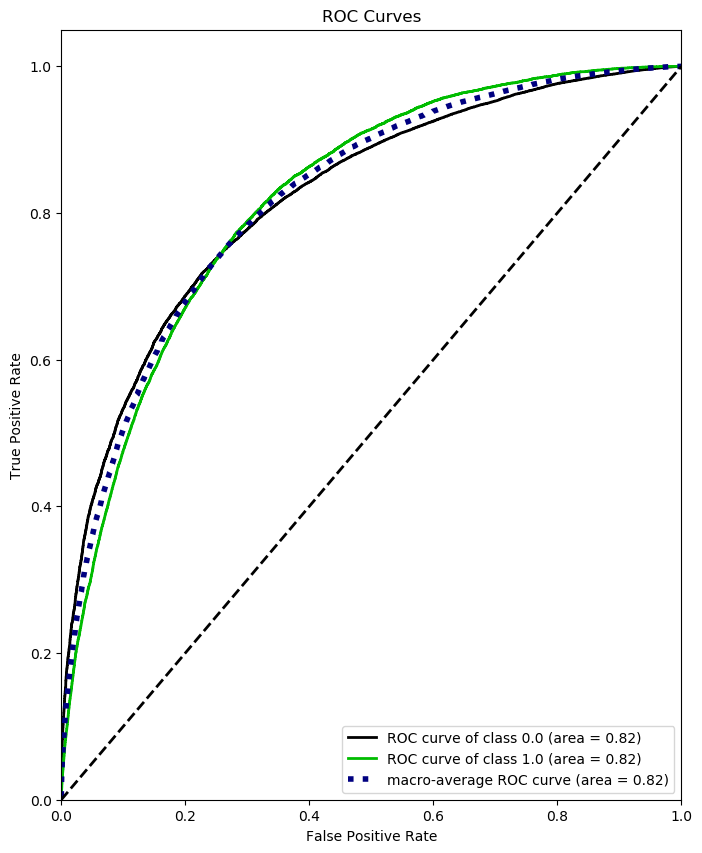 ROC Curves
1.0
0.8
0.6
0.4
0.2
0.0
True Positive Rate
ROC curve of class 0.0 (area = 0.82)
ROC curve of class 1.0 (area = 0.82)
macro-average ROC curve (area = 0.82)
0.0 0.2 0.4 0.6 0.8 1.0
False Positive Rate